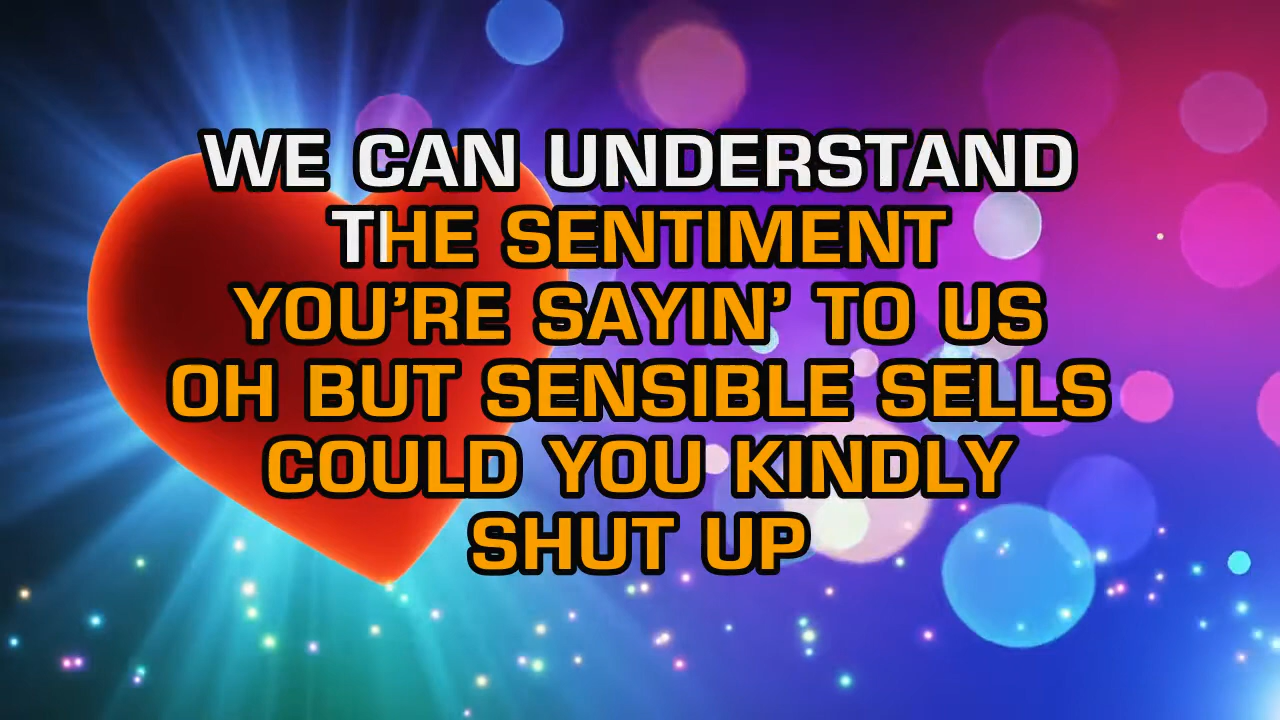 WE CAN UNDERSTAND
THE SENTIMENT
YOU’RE SAYIN’ TO US
OH BUT SENSIBLE SELLS
COULD YOU KINDLY
SHUT UP